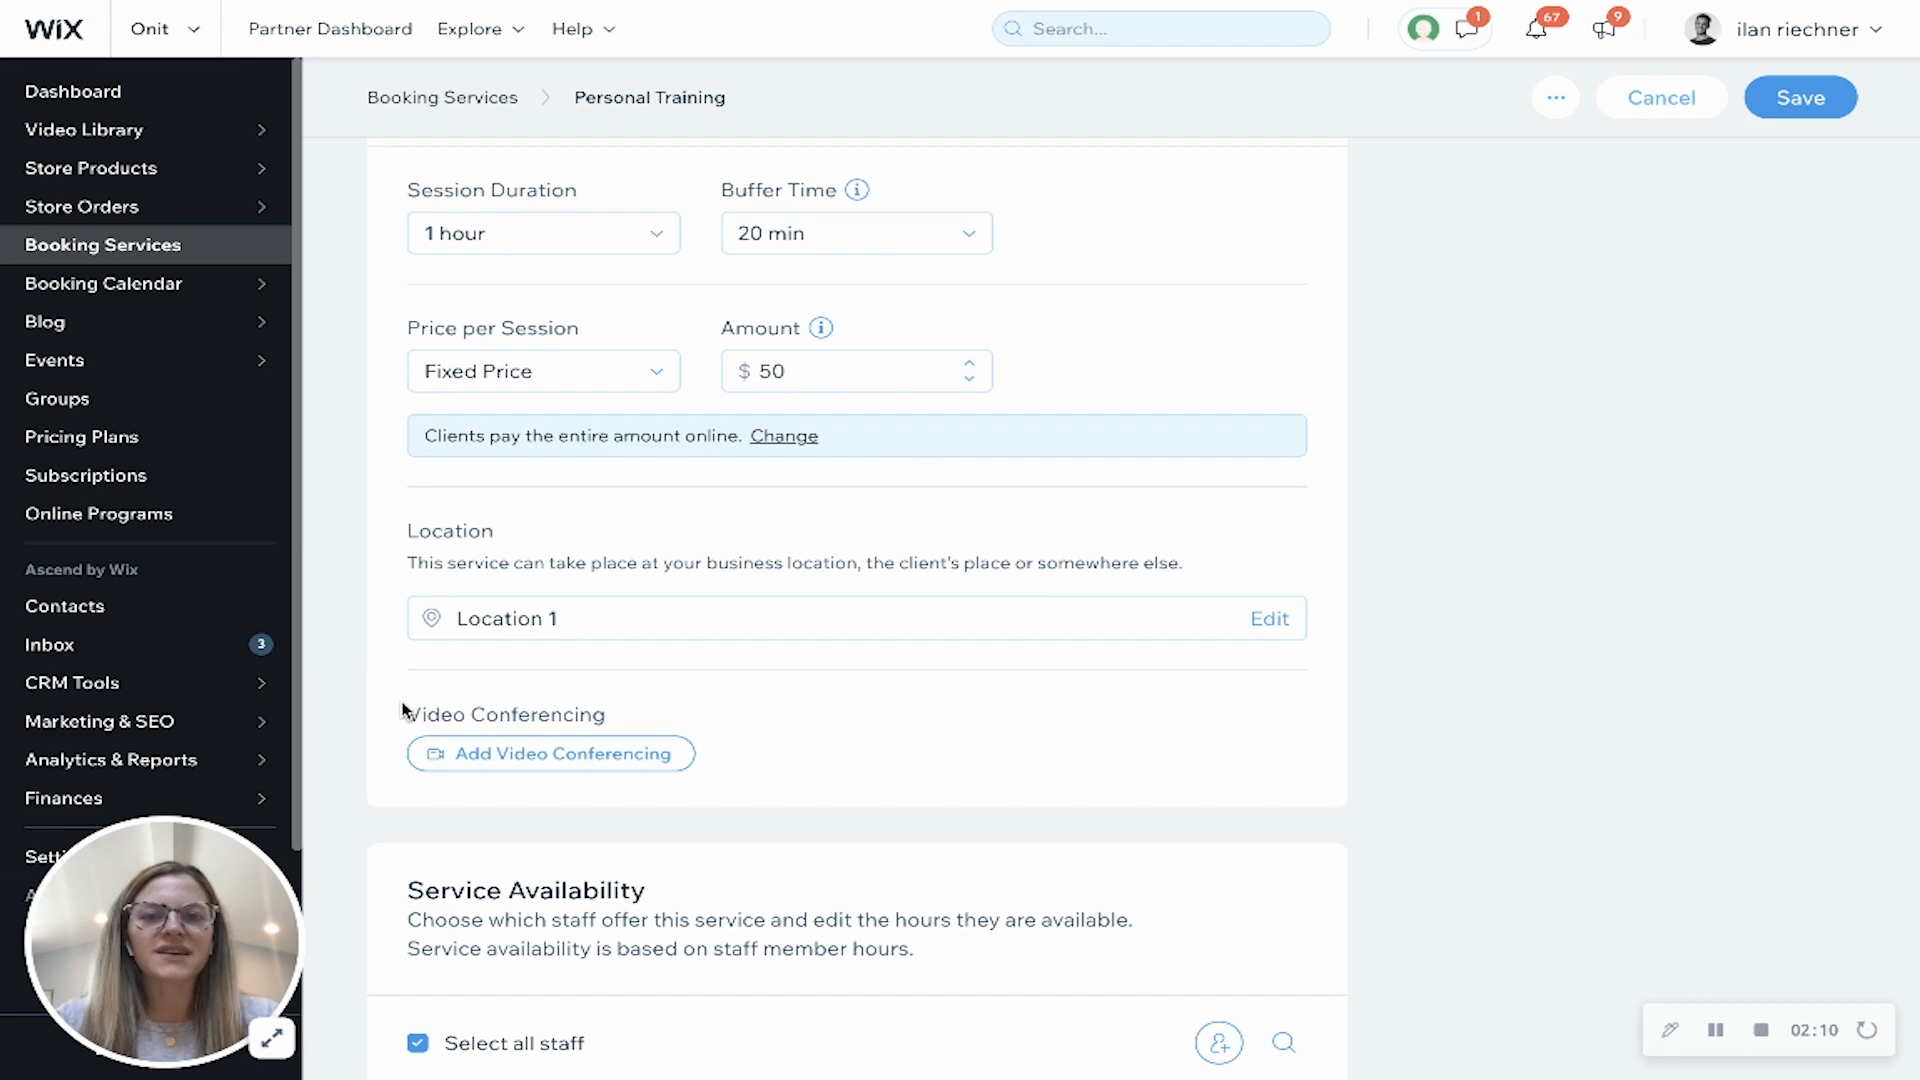 WIX
Onit
Partner Dashboard
Explore
Help
Search...
1
67
9
ilan riechner
Dashboard
Video Library
Store Products
Store Orders
Booking Services
Booking Calendar
Blog
Events
Groups
Pricing Plans
Subscriptions
Online Programs
Ascend by Wix
Contacts
Inbox
3
CRM Tools
Marketing & SEO
Analytics & Reports
Finances
Booking Services
Personal Training
Cancel
Save
Session Duration
Buffer Time
1 hour
20 min
Price per Session
Amount
Fixed Price
$ 50
Clients pay the entire amount online. Change
Location
This service can take place at your business location, the client's place or somewhere else.
Location 1
Edit
Video Conferencing
Add Video Conferencing
Service Availability
Choose which staff offer this service and edit the hours they are available.
Service availability is based on staff member hours.
Select all staff
02:10